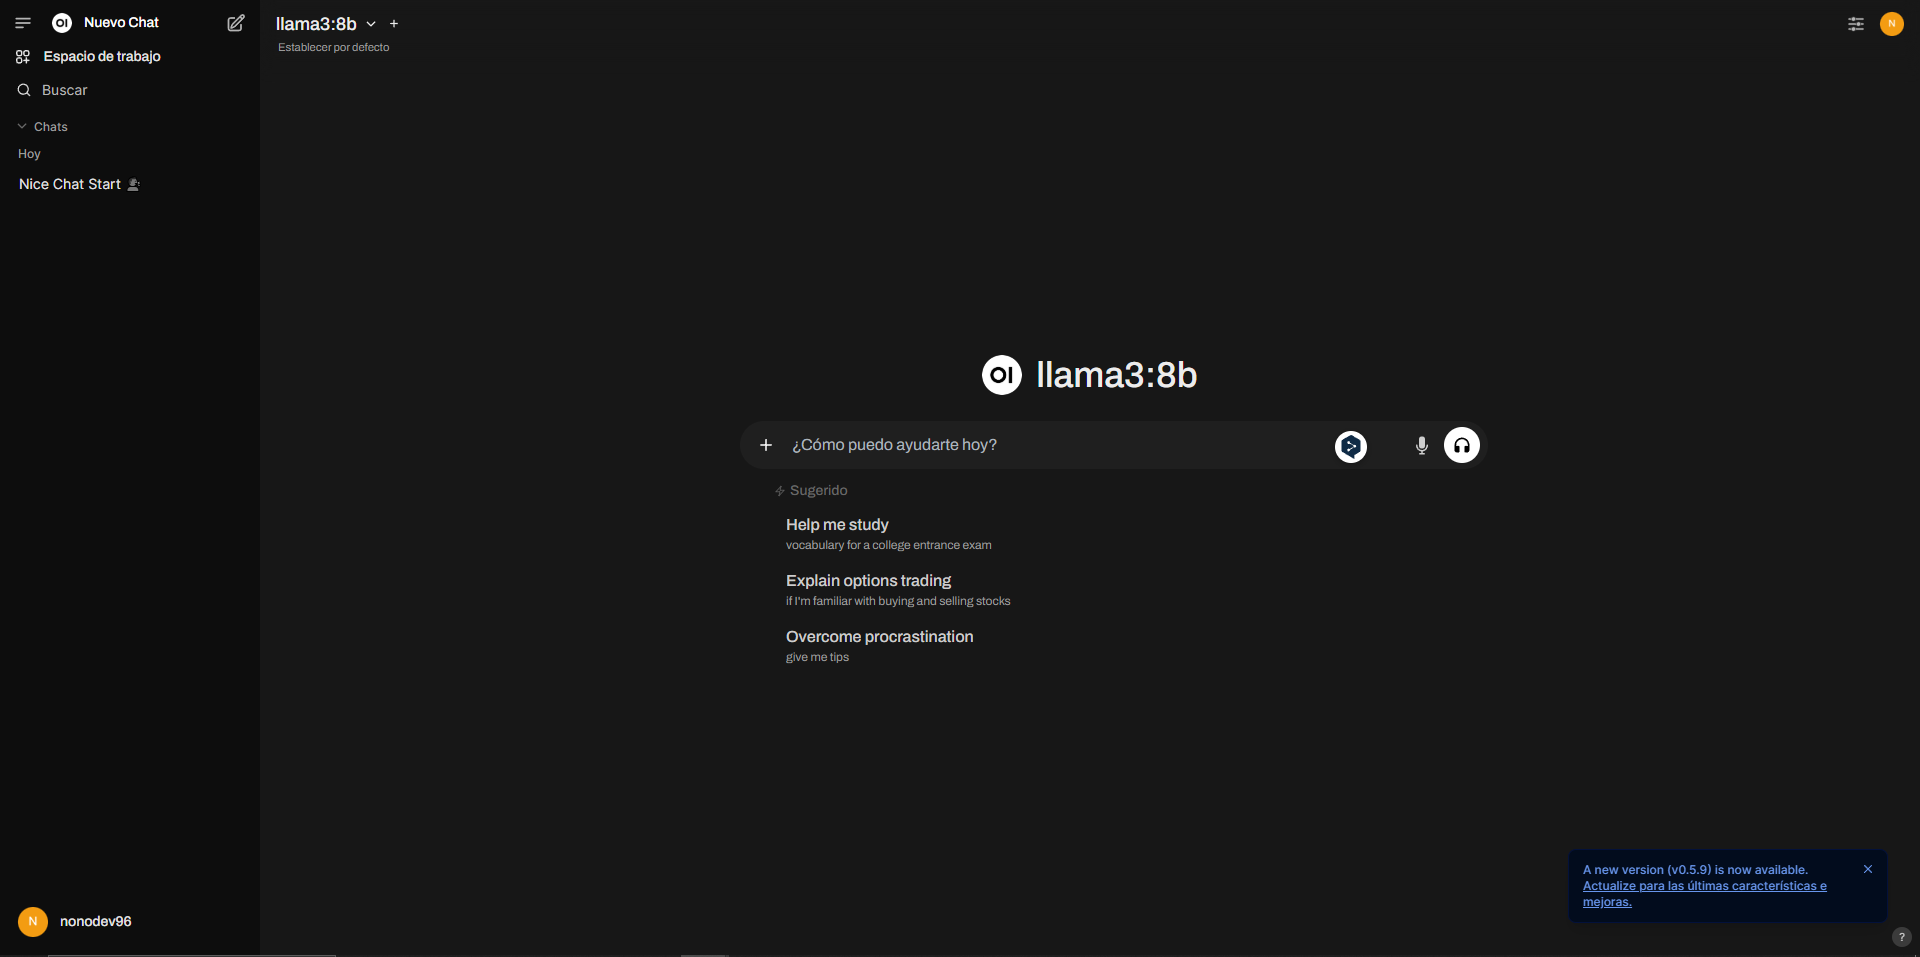 OI Nuevo Chat
Espacio de trabajo
Buscar
Chats
Hoy
Nice Chat Start
N nonodev96
llama3:8b
Establecer por defecto
N
OI llama3:8b
¿Cómo puedo ayudarte hoy?
Sugerido
Help me study
vocabulary for a college entrance exam
Explain options trading
if I'm familiar with buying and selling stocks
Overcome procrastination
give me tips
A new version (v0.5.9) is now available.
Actualize para las últimas características e
mejoras.
?